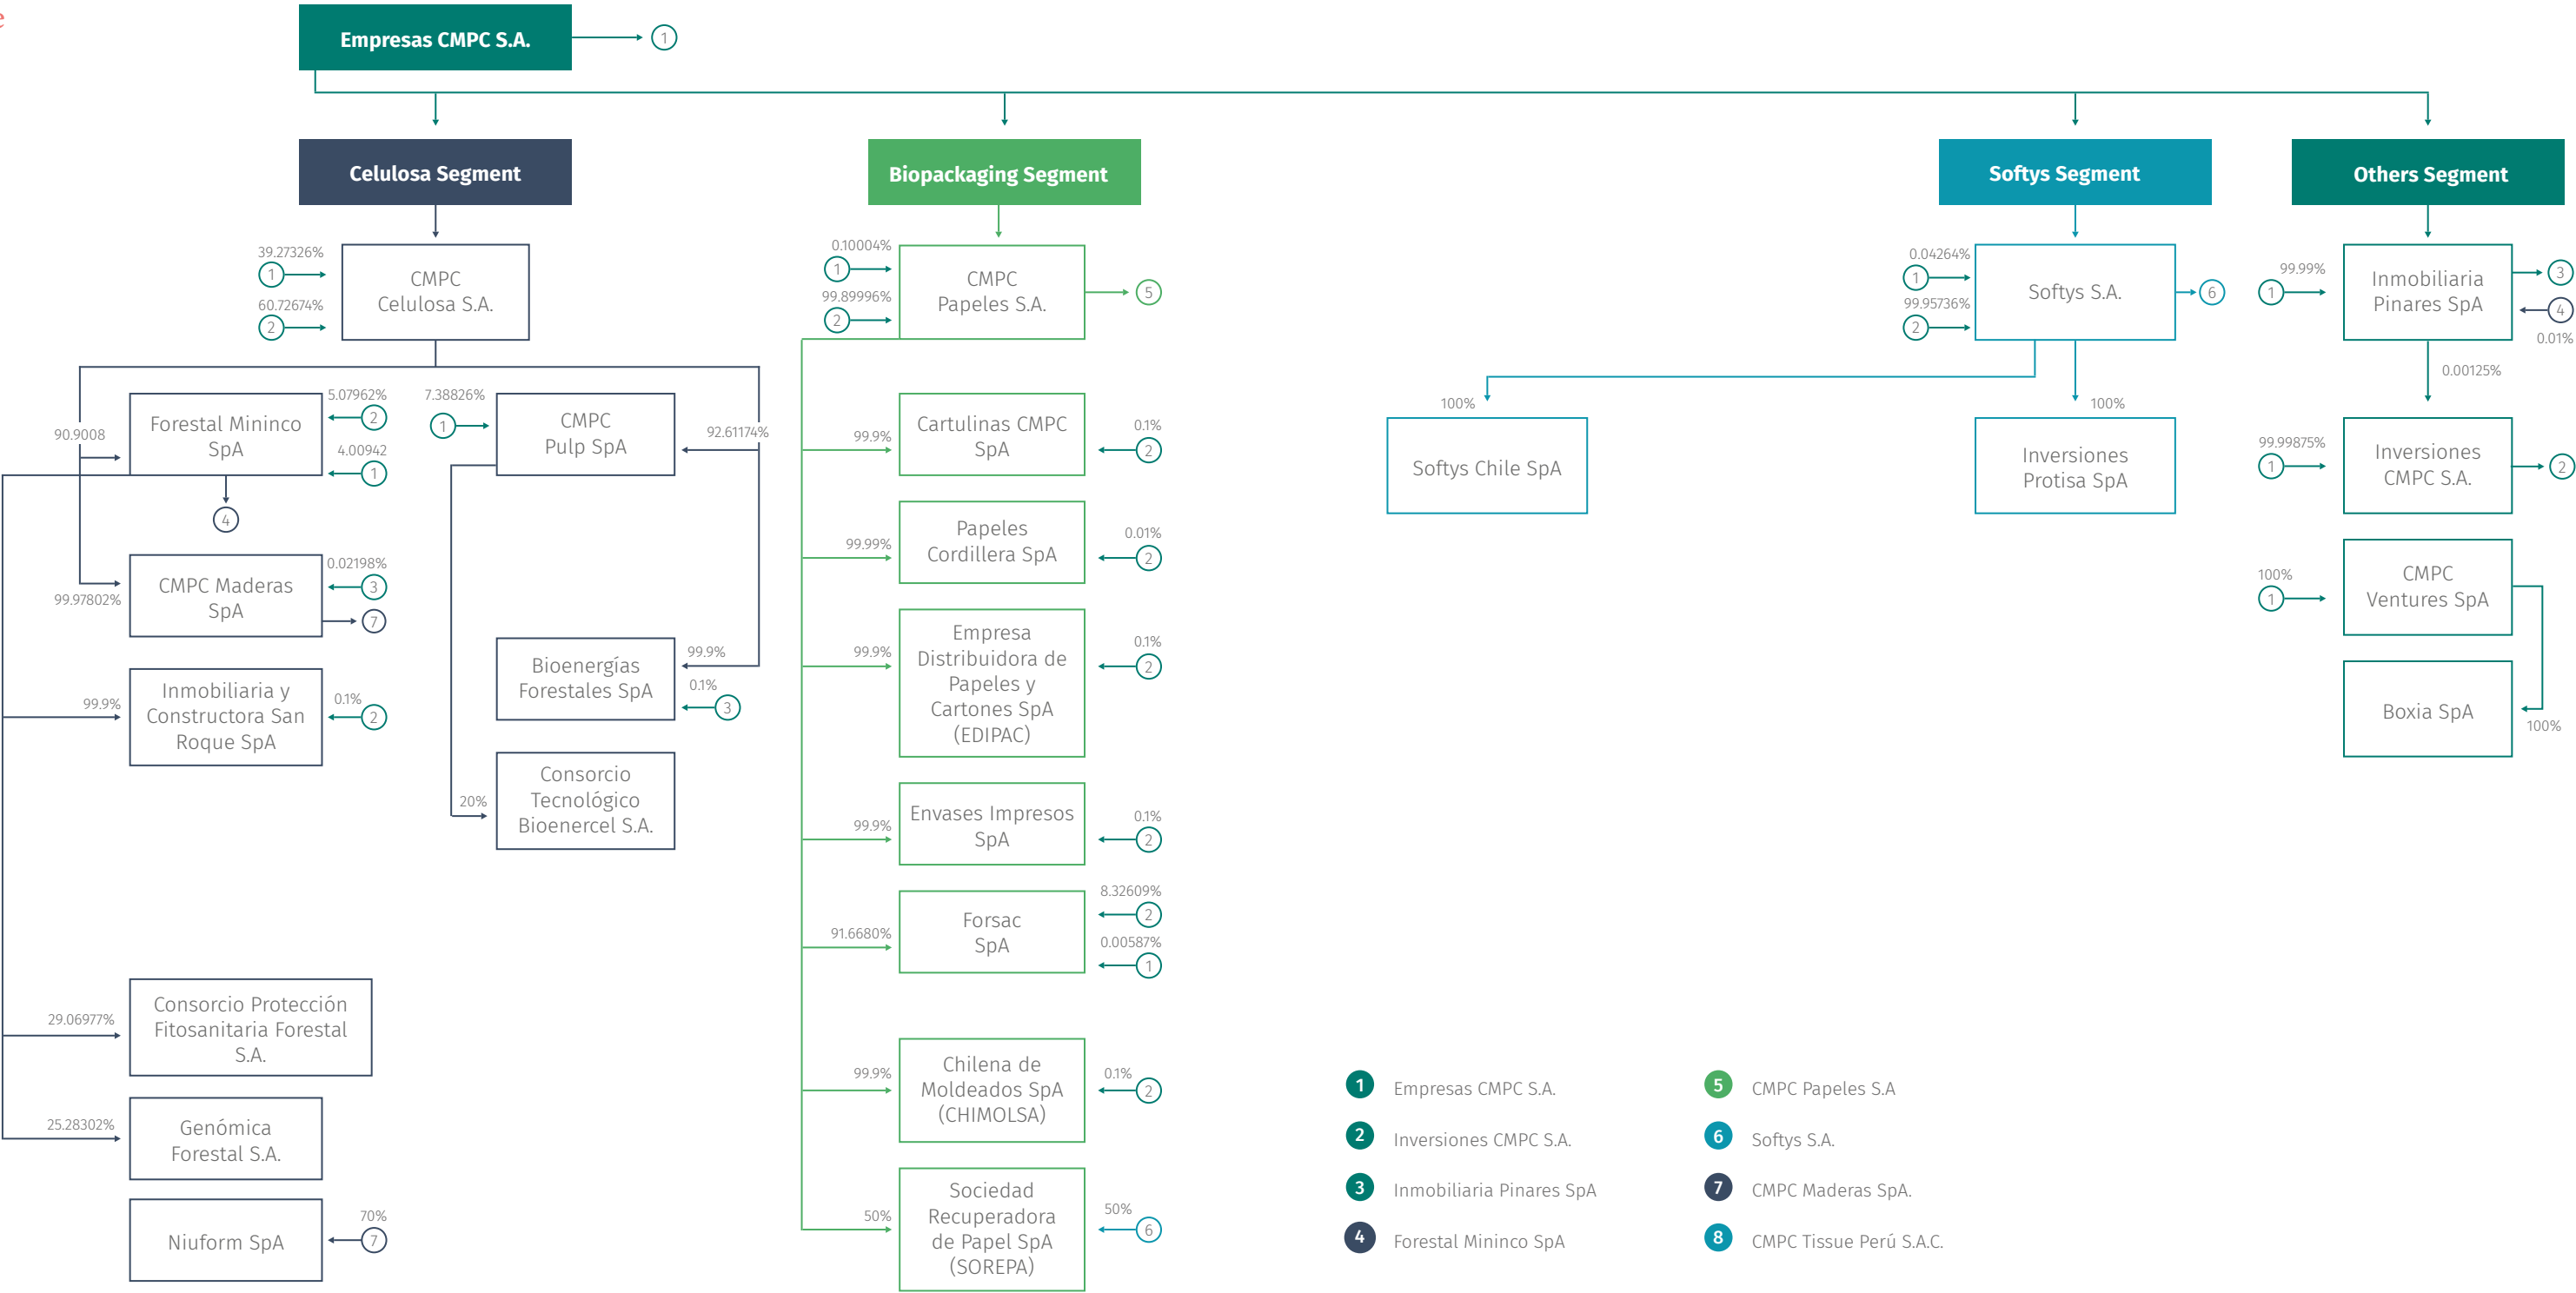 e
Empresas CMPC S.A.
1
Celulosa Segment
Biopackaging Segment
Softys Segment
Others Segment
39.27326%
1
60.72674%
2
CMPC
Celulosa S.A.
90.9008
Forestal Mininco
SpA
5.07962%
2
4.00942
1
4
99.97802%
CMPC Maderas
SpA
0.02198%
3
7
99.9%
Inmobiliaria y
Constructora San
Roque SpA
0.1%
2
29.06977%
Consorcio Protección
Fitosanitaria Forestal
S.A.
25.28302%
Genómica
Forestal S.A.
Niuform SpA
70%
7
7.38826%
1
CMPC
Pulp SpA
92.61174%
Bioenergías
Forestales SpA
99.9%
0.1%
3
20%
Consorcio
Tecnológico
Bioenercel S.A.
0.10004%
1
99.89996%
2
CMPC
Papeles S.A.
5
99.9%
Cartulinas CMPC
SpA
0.1%
2
99.99%
Papeles
Cordillera SpA
0.01%
2
99.9%
Empresa
Distribuidora de
Papeles y
Cartones SpA
(EDIPAC)
0.1%
2
99.9%
Envases Impresos
SpA
0.1%
2
91.6680%
Forsac
SpA
8.32609%
2
0.00587%
1
99.9%
Chilena de
Moldeados SpA
(CHIMOLSA)
0.1%
2
50%
Sociedad
Recuperadora
de Papel SpA
(SOREPA)
50%
6
0.04264%
1
99.95736%
2
Softys S.A.
6
100%
Softys Chile SpA
100%
Inversiones
Protisa SpA
99.99%
1
Inmobiliaria
Pinares SpA
3
4
0.01%
0.00125%
99.99875%
1
Inversiones
CMPC S.A.
2
100%
1
CMPC
Ventures SpA
Boxia SpA
100%
1 Empresas CMPC S.A.
2 Inversiones CMPC S.A.
3 Inmobiliaria Pinares SpA
4 Forestal Mininco SpA
5 CMPC Papeles S.A
6 Softys S.A.
7 CMPC Maderas SpA.
8 CMPC Tissue Perú S.A.C.